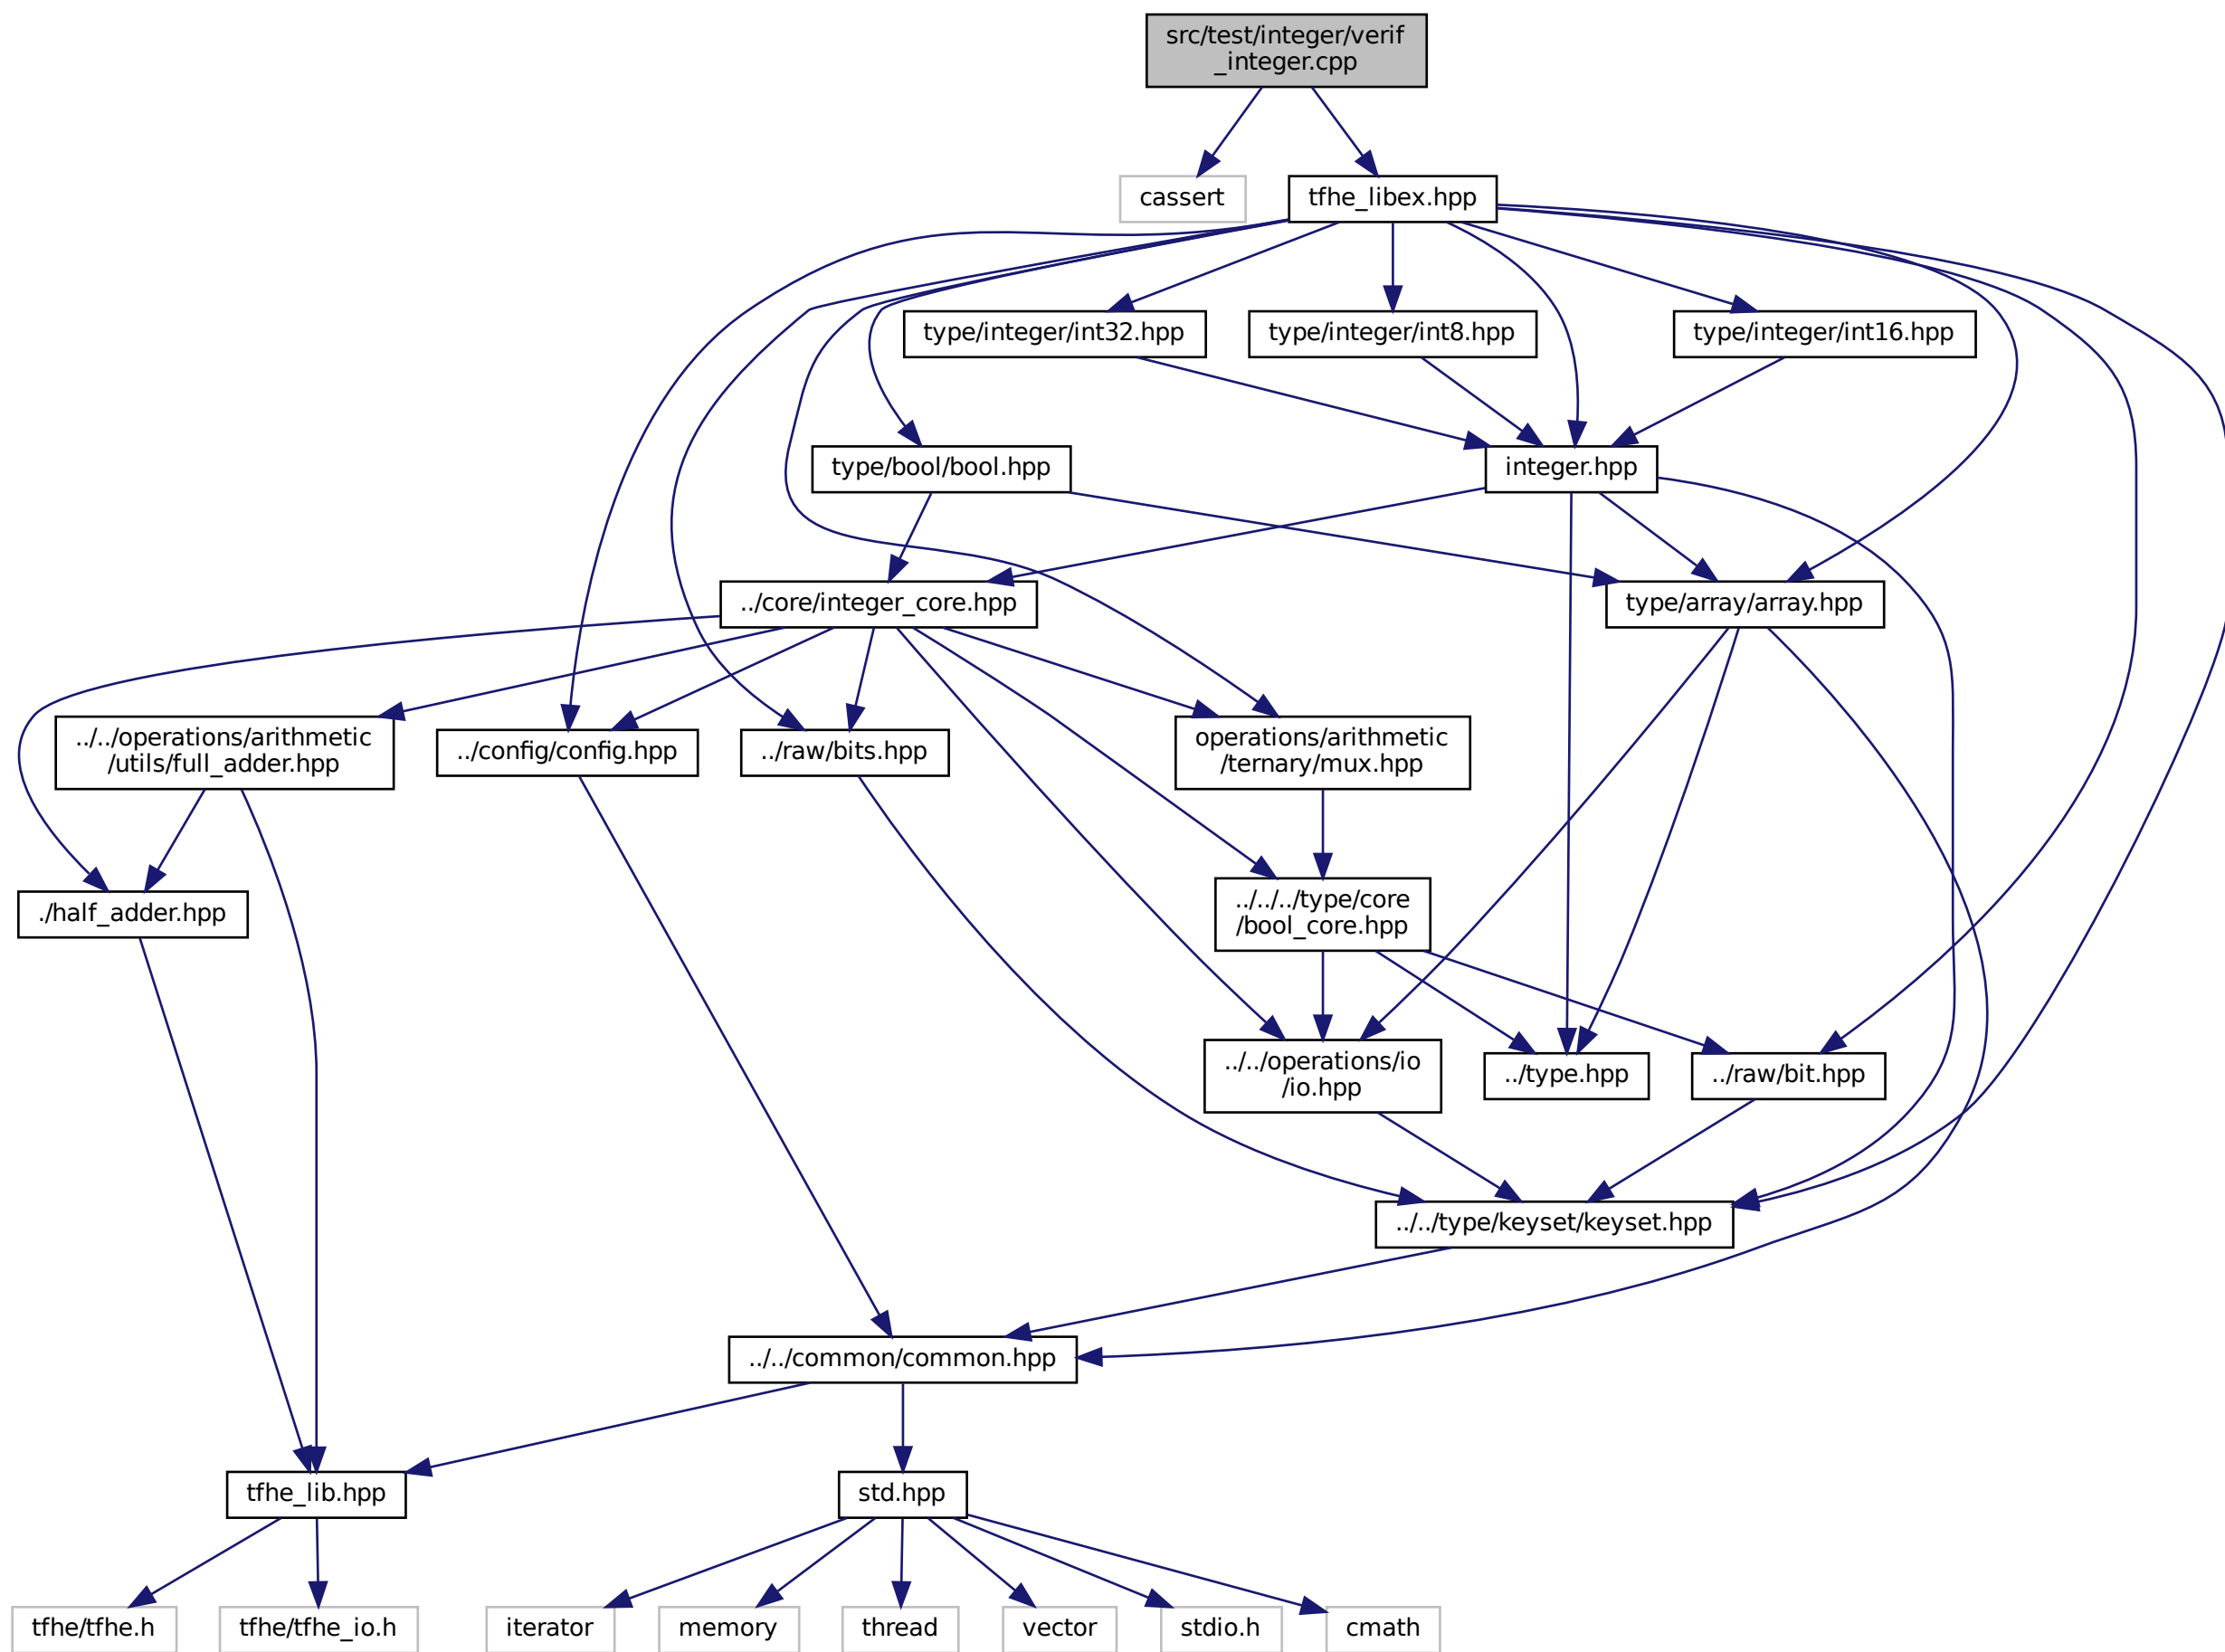 src/test/integer/verif
_integer.cpp
cassert
tfhe_libex.hpp
type/integer/int32.hpp
type/integer/int8.hpp
type/integer/int16.hpp
type/bool/bool.hpp
integer.hpp
../core/integer_core.hpp
type/array/array.hpp
../../operations/arithmetic
/utils/full_adder.hpp
../config/config.hpp
../raw/bits.hpp
operations/arithmetic
/ternary/mux.hpp
./half_adder.hpp
../../../type/core
/bool_core.hpp
../../operations/io
/io.hpp
../type.hpp
../raw/bit.hpp
../../type/keyset/keyset.hpp
../../common/common.hpp
tfhe_lib.hpp
std.hpp
tfhe/tfhe.h
tfhe/tfhe_io.h
iterator
memory
thread
vector
stdio.h
cmath